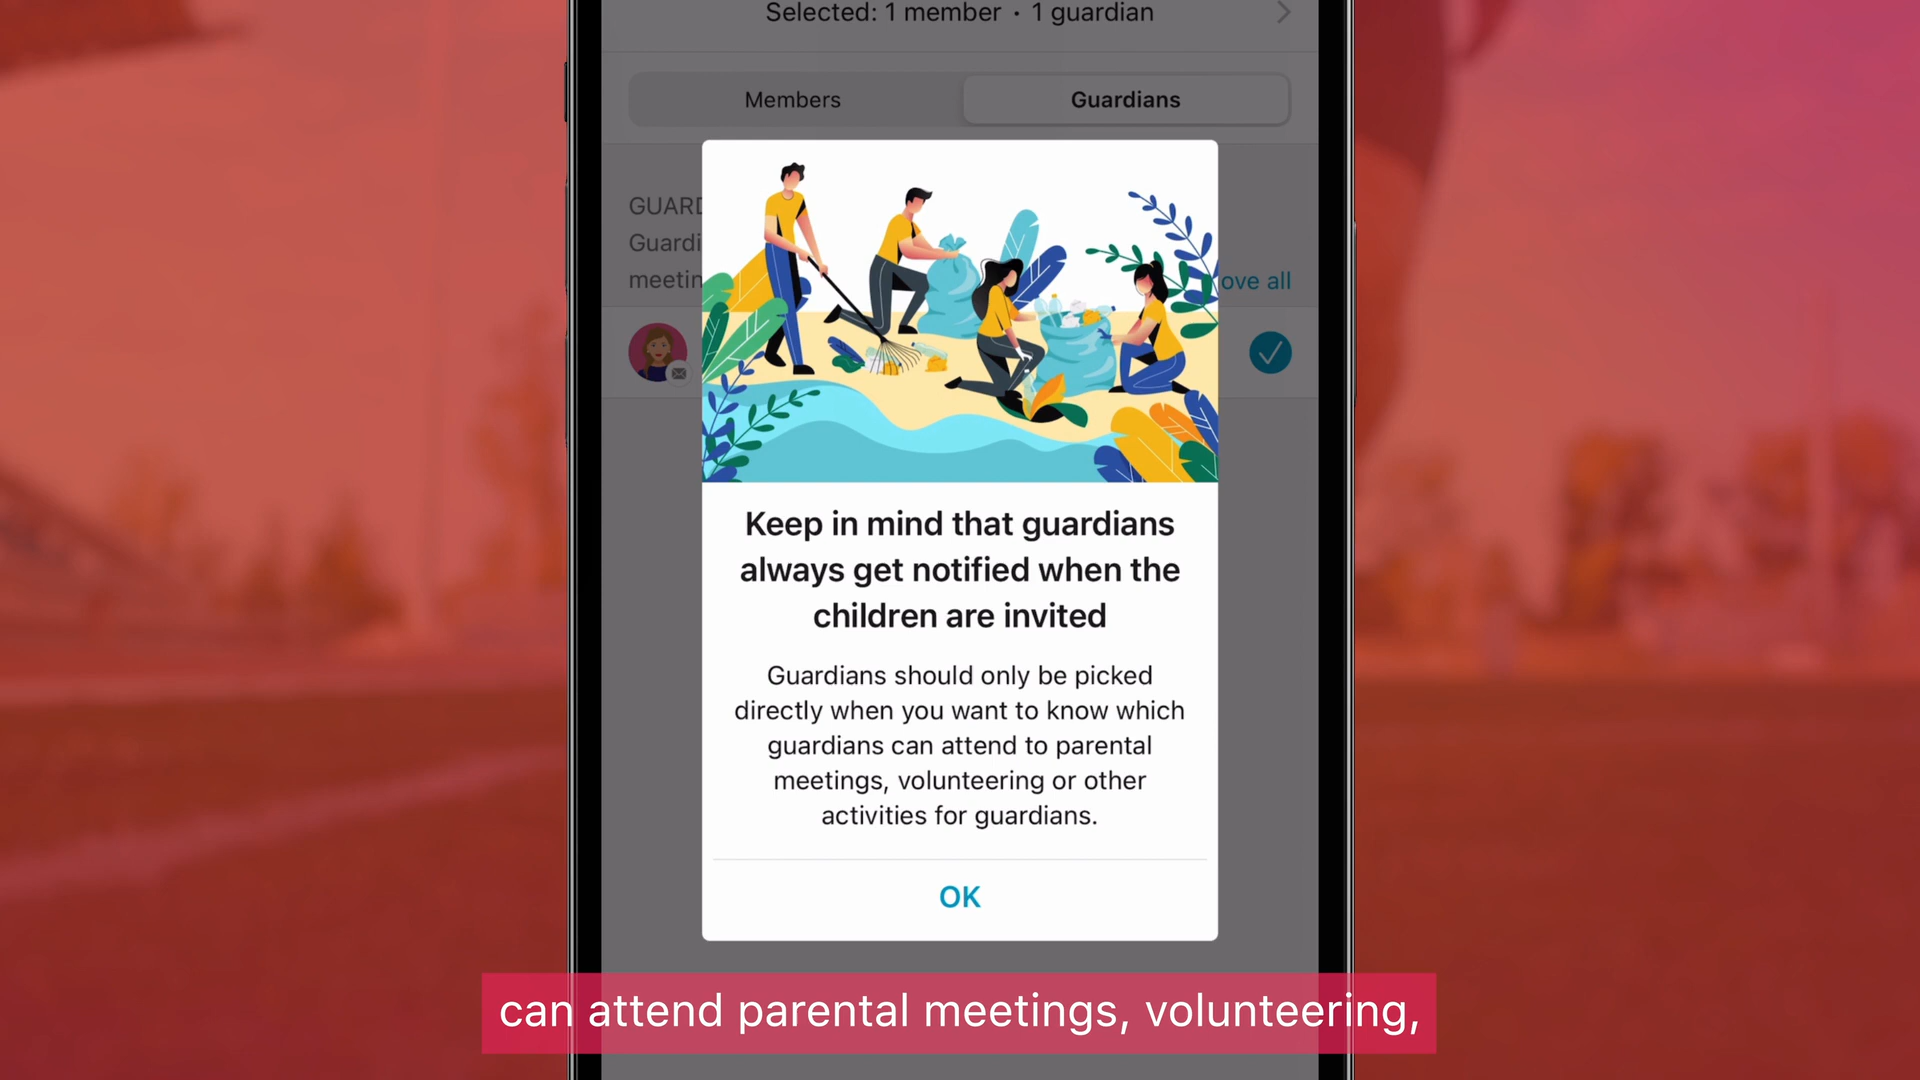 Selected: 1 member · 1 guardian
Members
Guardians
meetin
ove all
Keep in mind that guardians
always get notified when the
children are invited
Guardians should only be picked
directly when you want to know which
guardians can attend to parental
meetings, volunteering or other
activities for guardians.
OK
can attend parental meetings, volunteering,